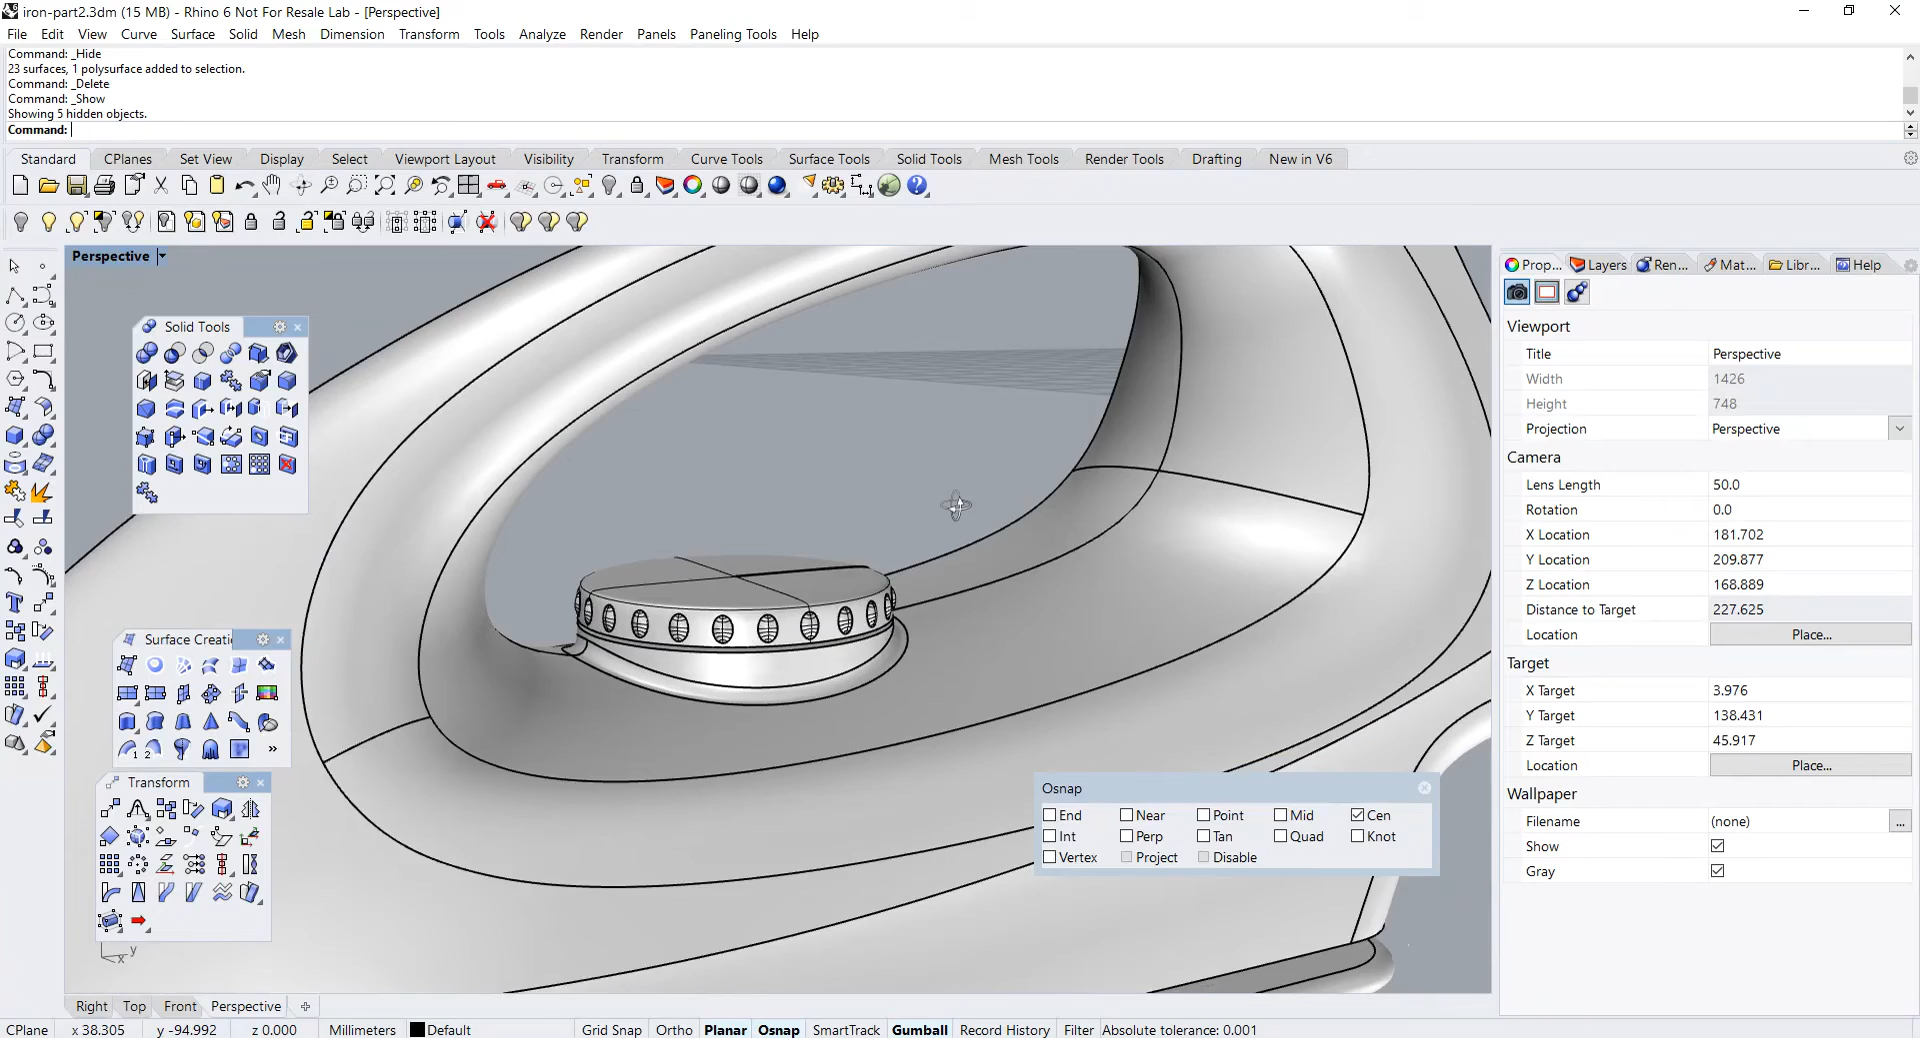 iron-part2.3dm (15 MB) - Rhino 6 Not For Resale Lab - [Perspective]
File Edit View Curve Surface Solid Mesh Dimension Transform Tools Analyze Render Panels Paneling Tools Help
Command: _Hide
23 surfaces, 1 polysurface added to selection.
Command: _Delete
Command: _Show
Showing 5 hidden objects.
Command:
Standard CPlanes Set View Display Select Viewport Layout Visibility Transform Curve Tools Surface Tools Solid Tools Mesh Tools Render Tools Drafting New in V6
Perspective
Solid Tools
Surface Creati
Transform
y
x
Osnap
End Near Point Mid Cen
Int Perp Tan Quad Knot
Vertex Project Disable
Prop... Layers Ren... Mat... Libr... Help
Viewport
Title Perspective
Width 1426
Height 748
Projection Perspective
Camera
Lens Length 50.0
Rotation 0.0
X Location 181.702
Y Location 209.877
Z Location 168.889
Distance to Target 227.625
Location Place...
Target
X Target 3.976
Y Target 138.431
Z Target 45.917
Location Place...
Wallpaper
Filename (none) ...
Show
Gray
Right Top Front Perspective
CPlane x 38.305 y -94.992 z 0.000 Millimeters Default Grid Snap Ortho Planar Osnap SmartTrack Gumball Record History Filter Absolute tolerance: 0.001